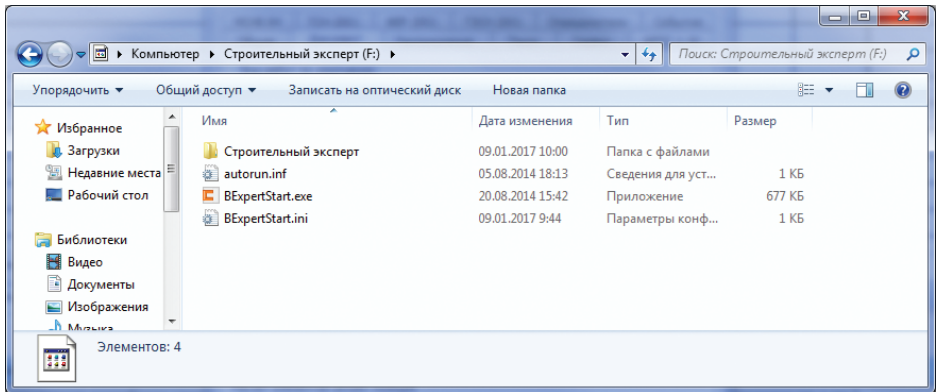 Компьютер Строительный эксперт (F:) Поиск: Строительный эксперт (F:)
Упорядочить Общий доступ Записать на оптический диск Новая папка
Избранное
Загрузки
Недавние места
Рабочий стол
Библиотеки
Видео
Документы
Изображения
Музыка
Имя Дата изменения Тип Размер
Строительный эксперт 09.01.2017 10:00 Папка с файлами
autorun.inf 05.08.2014 18:13 Сведения для уст... 1 КБ
BExpertStart.exe 20.08.2014 15:42 Приложение 677 КБ
BExpertStart.ini 09.01.2017 9:44 Параметры конф... 1 КБ
Элементов: 4